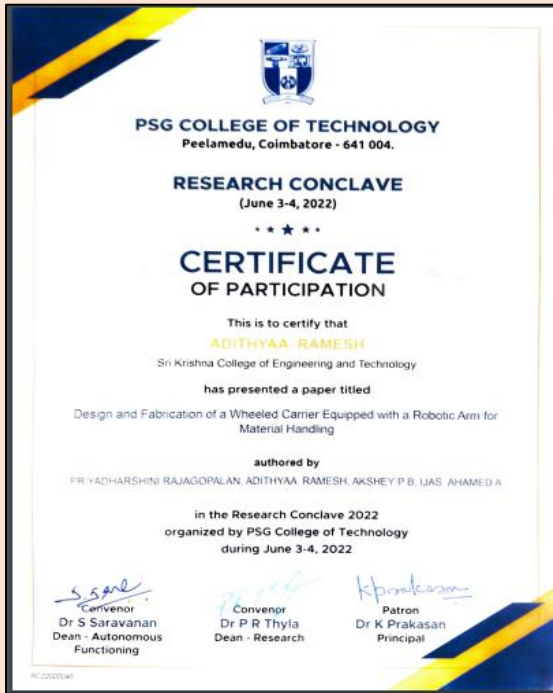 PSG COLLEGE OF TECHNOLOGY
Peelamedu, Coimbatore - 641 004.
RESEARCH CONCLAVE
(June 3-4, 2022)
CERTIFICATE
OF PARTICIPATION
This is to certify that
ADITHYAA RAMESH
Sri Krishna College of Engineering and Technology
has presented a paper titled
Design and Fabrication of a Wheeled Carrier Equipped with a Robotic Arm for
Material Handling
authored by
PRIYADHARSHINI RAJAGOPALAN, ADITHYAA RAMESH, AKSHEY P B, IJAS AHAMED A
in the Research Conclave 2022
organized by PSG College of Technology
during June 3-4, 2022
Convenor Convenor Patron
Dr S Saravanan Dr P R Thyla Dr K Prakasan
Dean - Autonomous Dean - Research Principal
Functioning